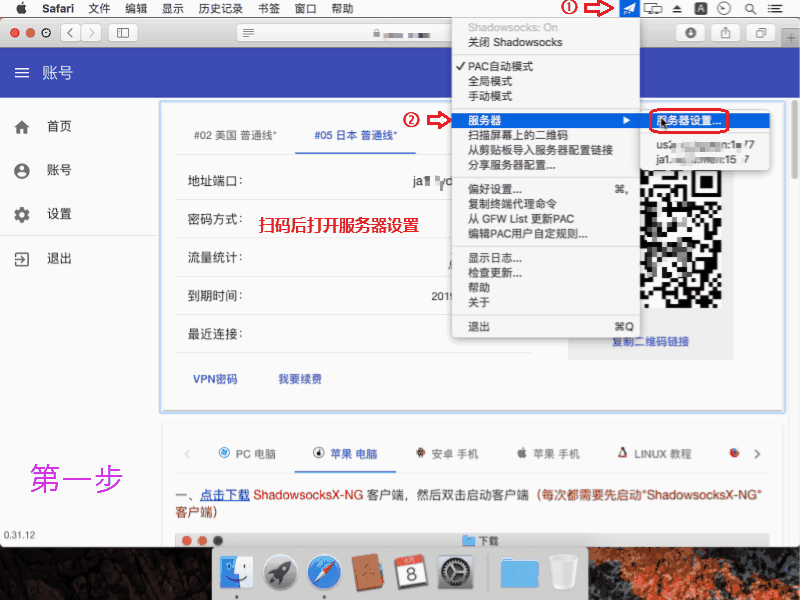 Safari 文件 编辑 显示 历史记录 书签 窗口 帮助
①
账号
首页
账号
设置
退出
0.31.12
#02 美国 普通线*
#05 日本 普通线*
地址端口：
密码方式：
流量统计：
到期时间：
最近连接：
VPN密码
我要续费
扫码后打开服务器设置
Shadowsocks: On
关闭 Shadowsocks
✓ PAC自动模式
全局模式
手动模式
②
服务器
扫描屏幕上的二维码
从剪贴板导入服务器配置链接
分享服务器配置...
偏好设置... ⌘,
复制终端代理命令
从 GFW List 更新PAC
编辑PAC用户自定规则...
显示日志...
检查更新...
帮助
关于
退出 ⌘Q
服务器设置...
复制二维码链接
第一步
PC 电脑
苹果 电脑
安卓 手机
苹果 手机
LINUX 教程
一、点击下载 ShadowsocksX-NG 客户端，然后双击启动客户端（每次都需要先启动"ShadowsocksX-NG"
客户端）
下载
8